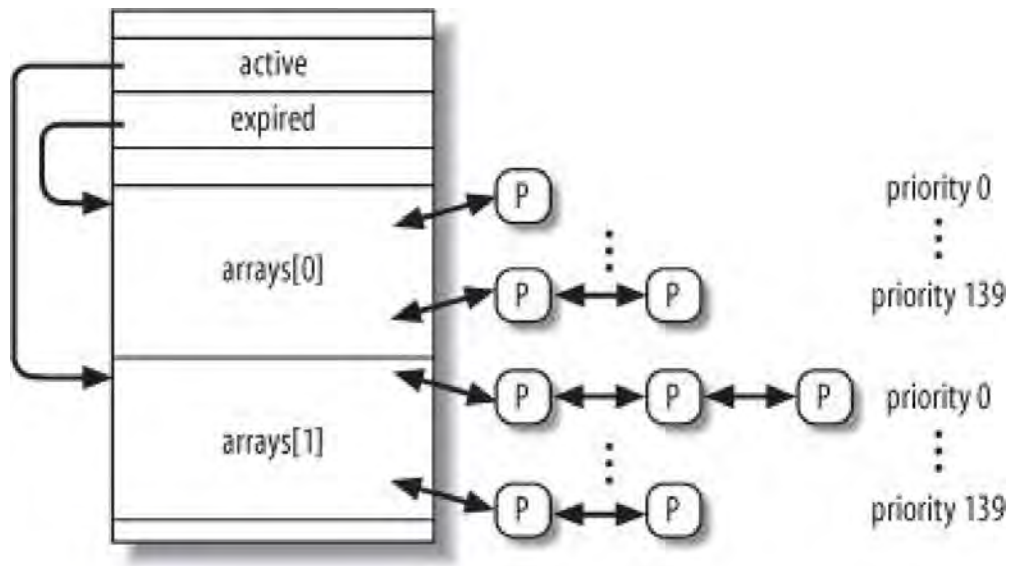 active
expired
P
priority 0
arrays[0]
P P
priority 139
P P P
priority 0
arrays[1]
P P
priority 139